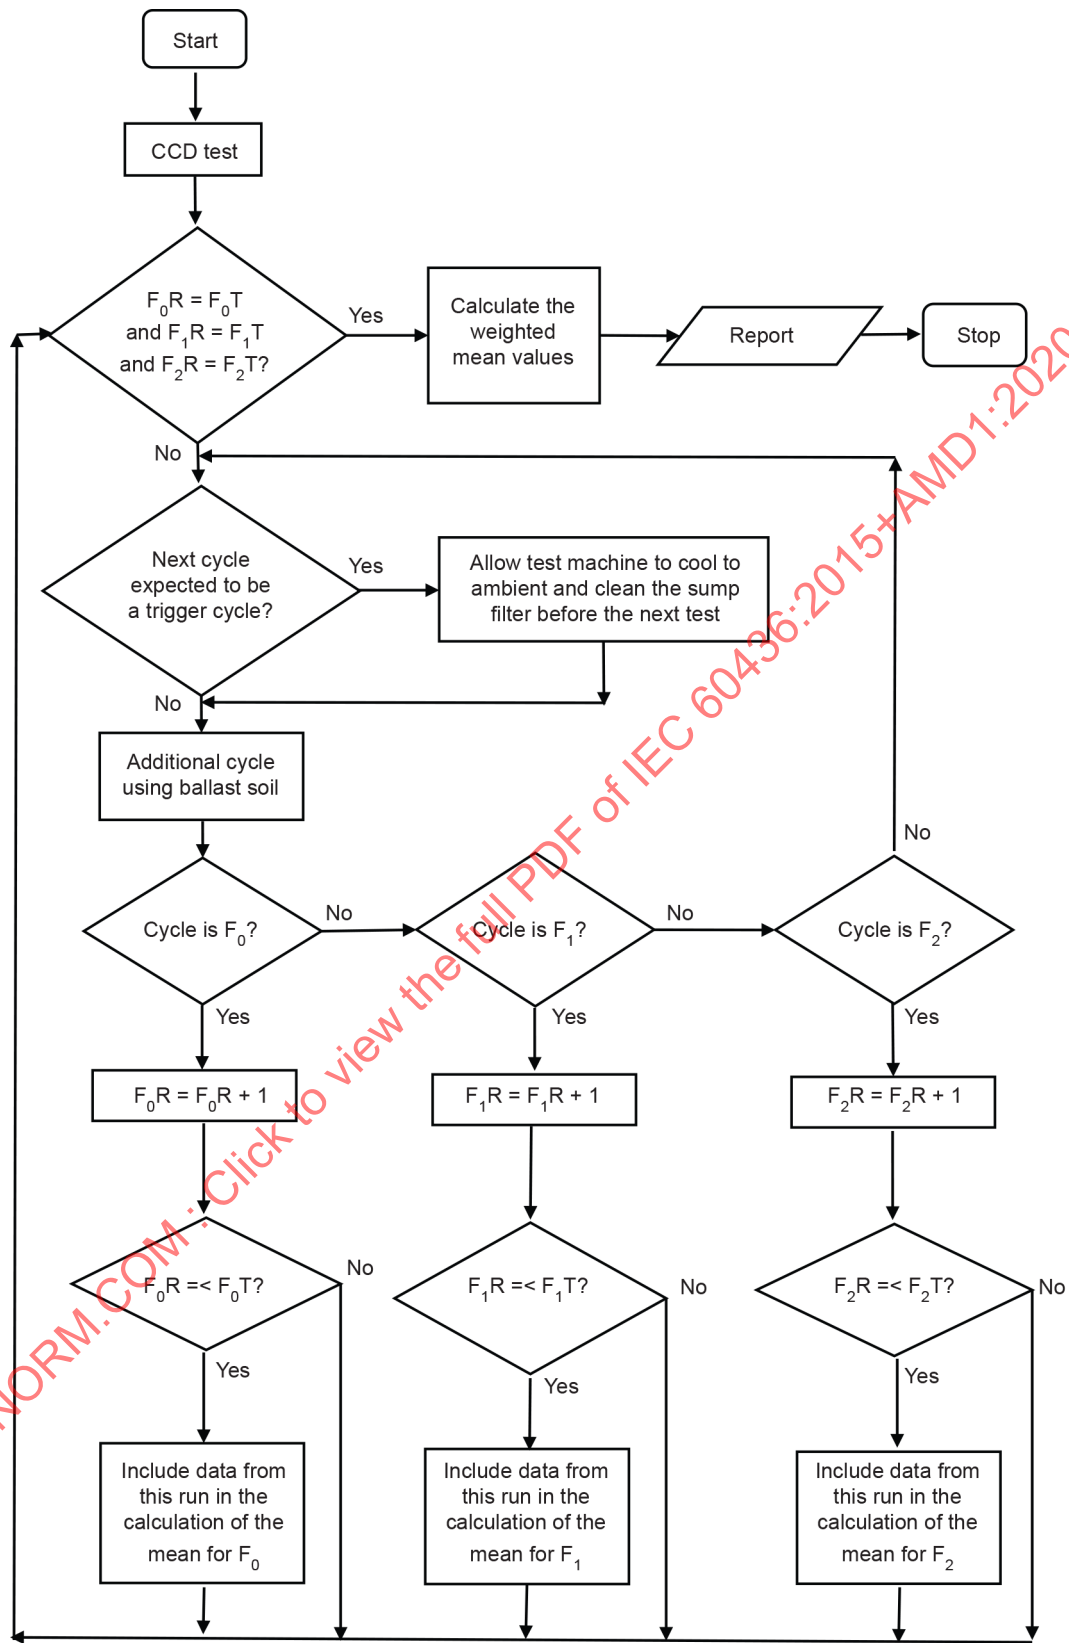 Start
CCD test
F₀R = F₀T
and F₁R = F₁T
and F₂R = F₂T?
Yes
Calculate the
weighted
mean values
Report
Stop
No
Next cycle
expected to be
a trigger cycle?
Yes
Allow test machine to cool to
ambient and clean the sump
filter before the next test
No
Additional cycle
using ballast soil
No
Cycle is F₀?
No
Cycle is F₁?
No
Cycle is F₂?
Yes
Yes
Yes
F₀R = F₀R + 1
F₁R = F₁R + 1
F₂R = F₂R + 1
F₀R =< F₀T?
No
F₁R =< F₁T?
No
F₂R =< F₂T?
No
Yes
Yes
Yes
Include data from
this run in the
calculation of the
mean for F₀
Include data from
this run in the
calculation of the
mean for F₁
Include data from
this run in the
calculation of the
mean for F₂
NORM.COM : Click to view the full PDF of IEC 60436:2015+AMD1:2020